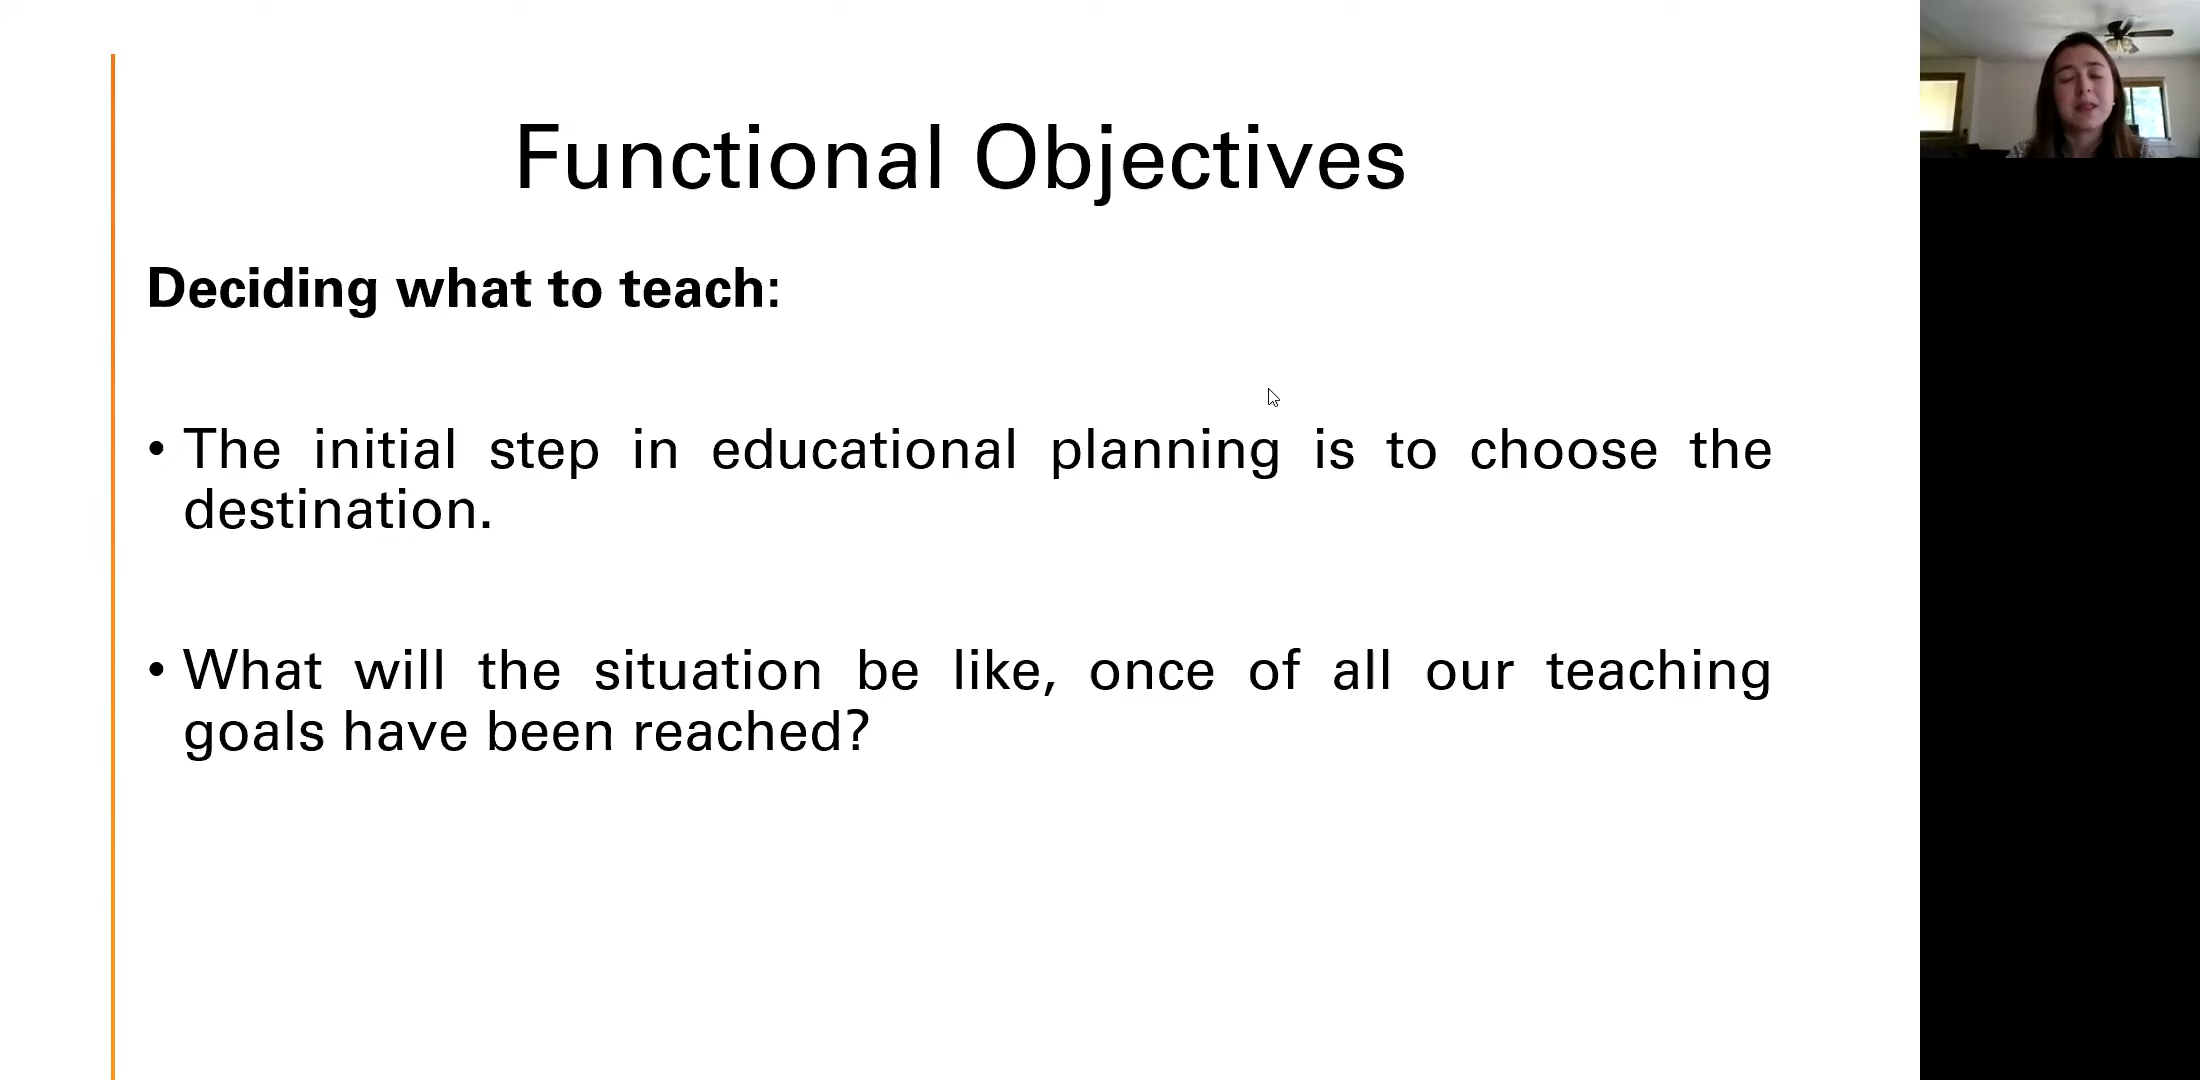 Functional Objectives
Deciding what to teach:
• The initial step in educational planning is to choose the
destination.
• What will the situation be like, once of all our teaching
goals have been reached?